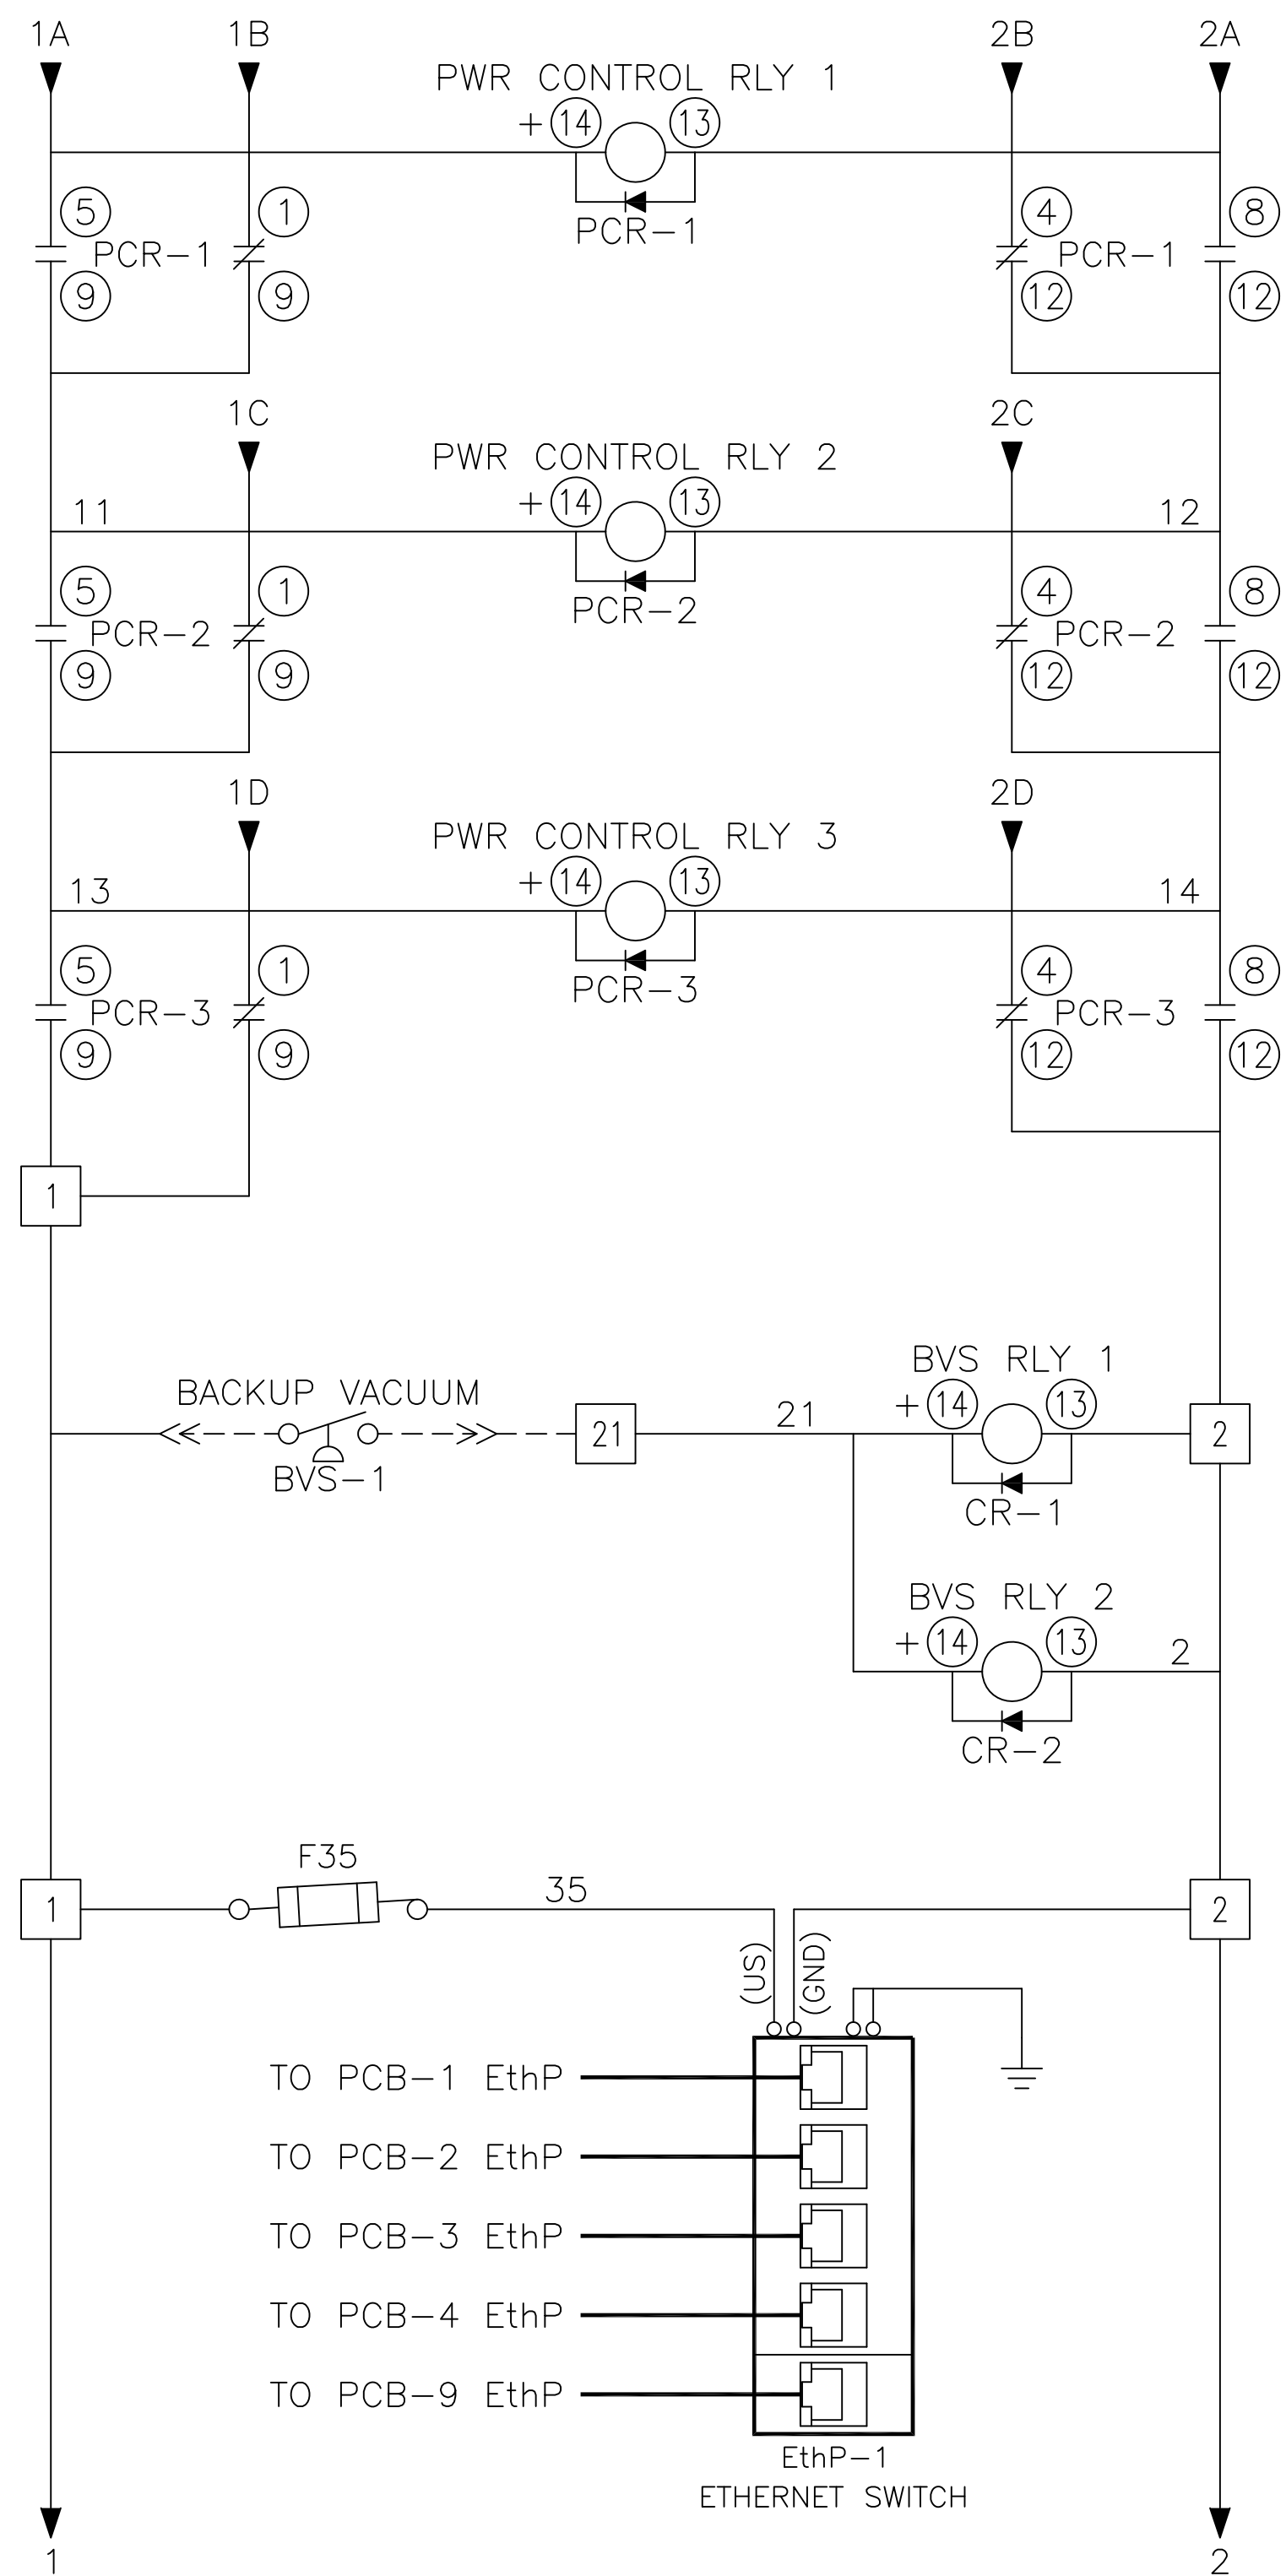 1A 1B 2B 2A
PWR CONTROL RLY 1
+ 14 13
PCR-1
5 1 4 8
PCR-1 PCR-1
9 9 12 12
1C 2C
PWR CONTROL RLY 2
+ 14 13
11 12
PCR-2
5 1 4 8
PCR-2 PCR-2
9 9 12 12
1D 2D
PWR CONTROL RLY 3
+ 14 13
13 14
PCR-3
5 1 4 8
PCR-3 PCR-3
9 9 12 12
1
BVS RLY 1
BACKUP VACUUM
+ 14 13
21 21 2
BVS-1
CR-1
BVS RLY 2
+ 14 13 2
CR-2
F35
1 35 2
(US) (GND)
TO PCB-1 EthP
TO PCB-2 EthP
TO PCB-3 EthP
TO PCB-4 EthP
TO PCB-9 EthP
EthP-1
ETHERNET SWITCH
1 2